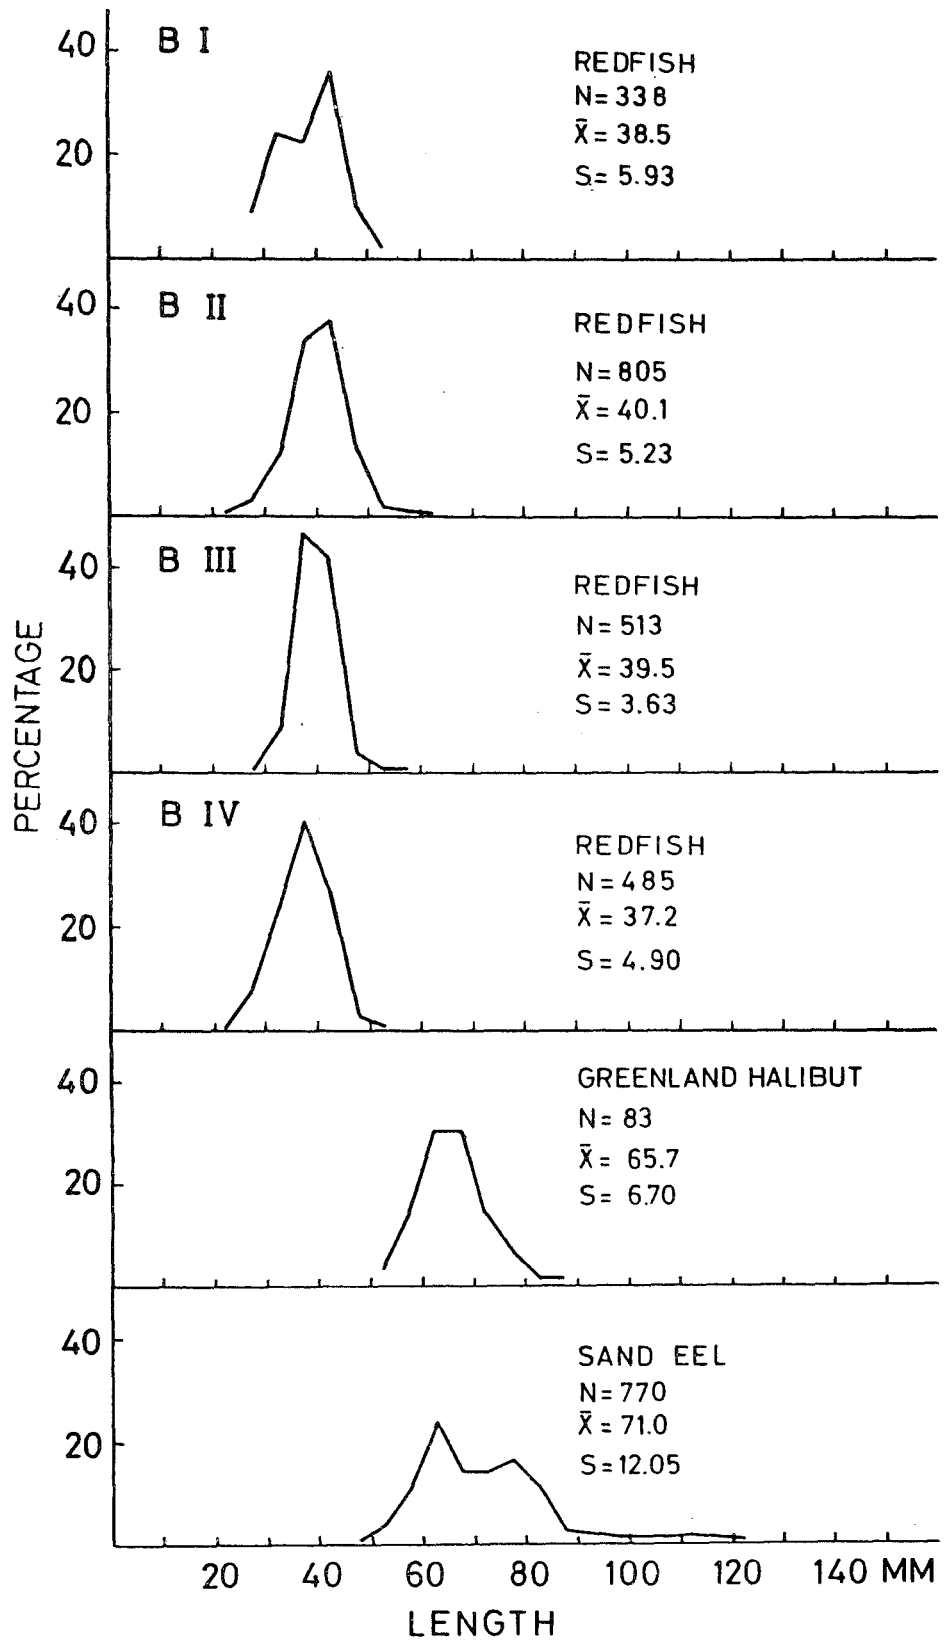 B I
40
20
REDFISH
N=338
X̄=38.5
S=5.93
B II
40
20
REDFISH
N=805
X̄=40.1
S=5.23
B III
40
20
REDFISH
N=513
X̄=39.5
S=3.63
PERCENTAGE
B IV
40
20
REDFISH
N=485
X̄=37.2
S=4.90
40
20
GREENLAND HALIBUT
N=83
X̄= 65.7
S= 6.70
40
20
SAND EEL
N=770
X̄=71.0
S=12.05
20 40 60 80 100 120 140 MM
LENGTH